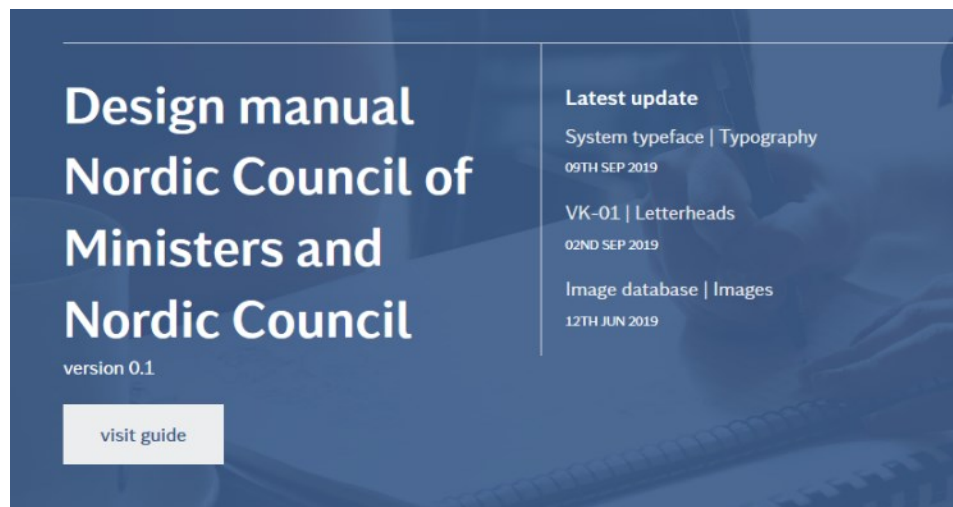 Design manual
Nordic Council of
Ministers and
Nordic Council
version 0.1
visit guide
Latest update
System typeface | Typography
09TH SEP 2019
VK-01 | Letterheads
02ND SEP 2019
Image database | Images
12TH JUN 2019